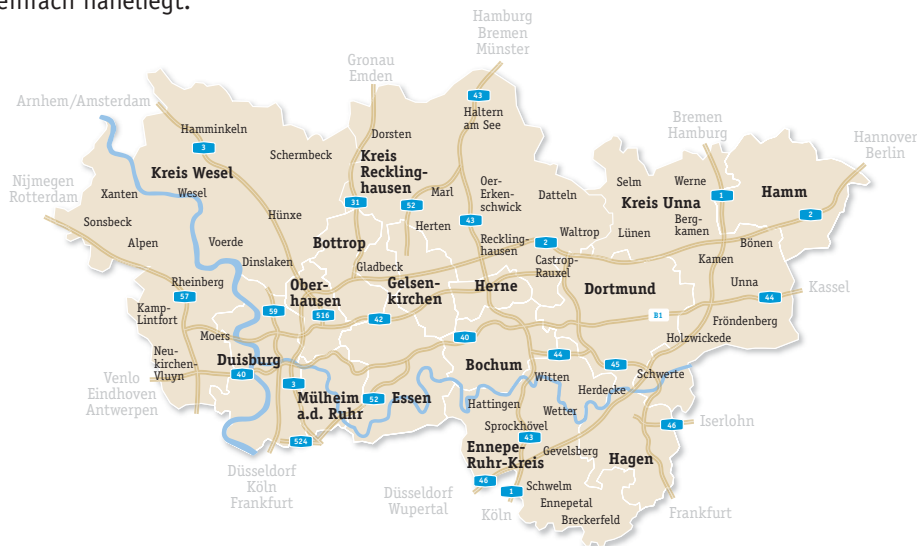 einfach naheliegt.
Hamburg
Bremen
Münster
Gronau
Emden
Arnhem/Amsterdam
43
Haltern
am See
Bremen
Hamburg
Hannover
Berlin
Hamminkeln
Dorsten
3
Schermbeck
Kreis
Reckling-
hausen
Kreis Wesel
Nijmegen
Rotterdam
Xanten
Wesel
Marl
Oer-
Erken-
schwick
Datteln
Selm
Werne
Kreis Unna
1
Hamm
31
52
43
2
Sonsbeck
Hünxe
Herten
Waltrop
Lünen
Berg-
kamen
Alpen
Voerde
Bottrop
Reckling-
hausen
2
Bönen
Dinslaken
Gladbeck
Castrop-
Rauxel
Kamen
Rheinberg
57
Ober-
hausen
Gelsen-
kirchen
Herne
Dortmund
Unna
44
Kassel
Kamp-
Lintfort
59
516
42
B1
Fröndenberg
Moers
40
Holzwickede
Neu-
kirchen-
Vluyn
Duisburg
40
Bochum
44
45
Schwerte
Venlo
Eindhoven
Antwerpen
3
Mülheim
a.d. Ruhr
52
Essen
Witten
Herdecke
Hattingen
Wetter
Sprockhövel
43
46
Iserlohn
524
Ennepe-
Ruhr-Kreis
Gevelsberg
Hagen
Düsseldorf
Köln
Frankfurt
46
Düsseldorf
Wupertal
1
Köln
Schwelm
Ennepetal
Breckerfeld
Frankfurt